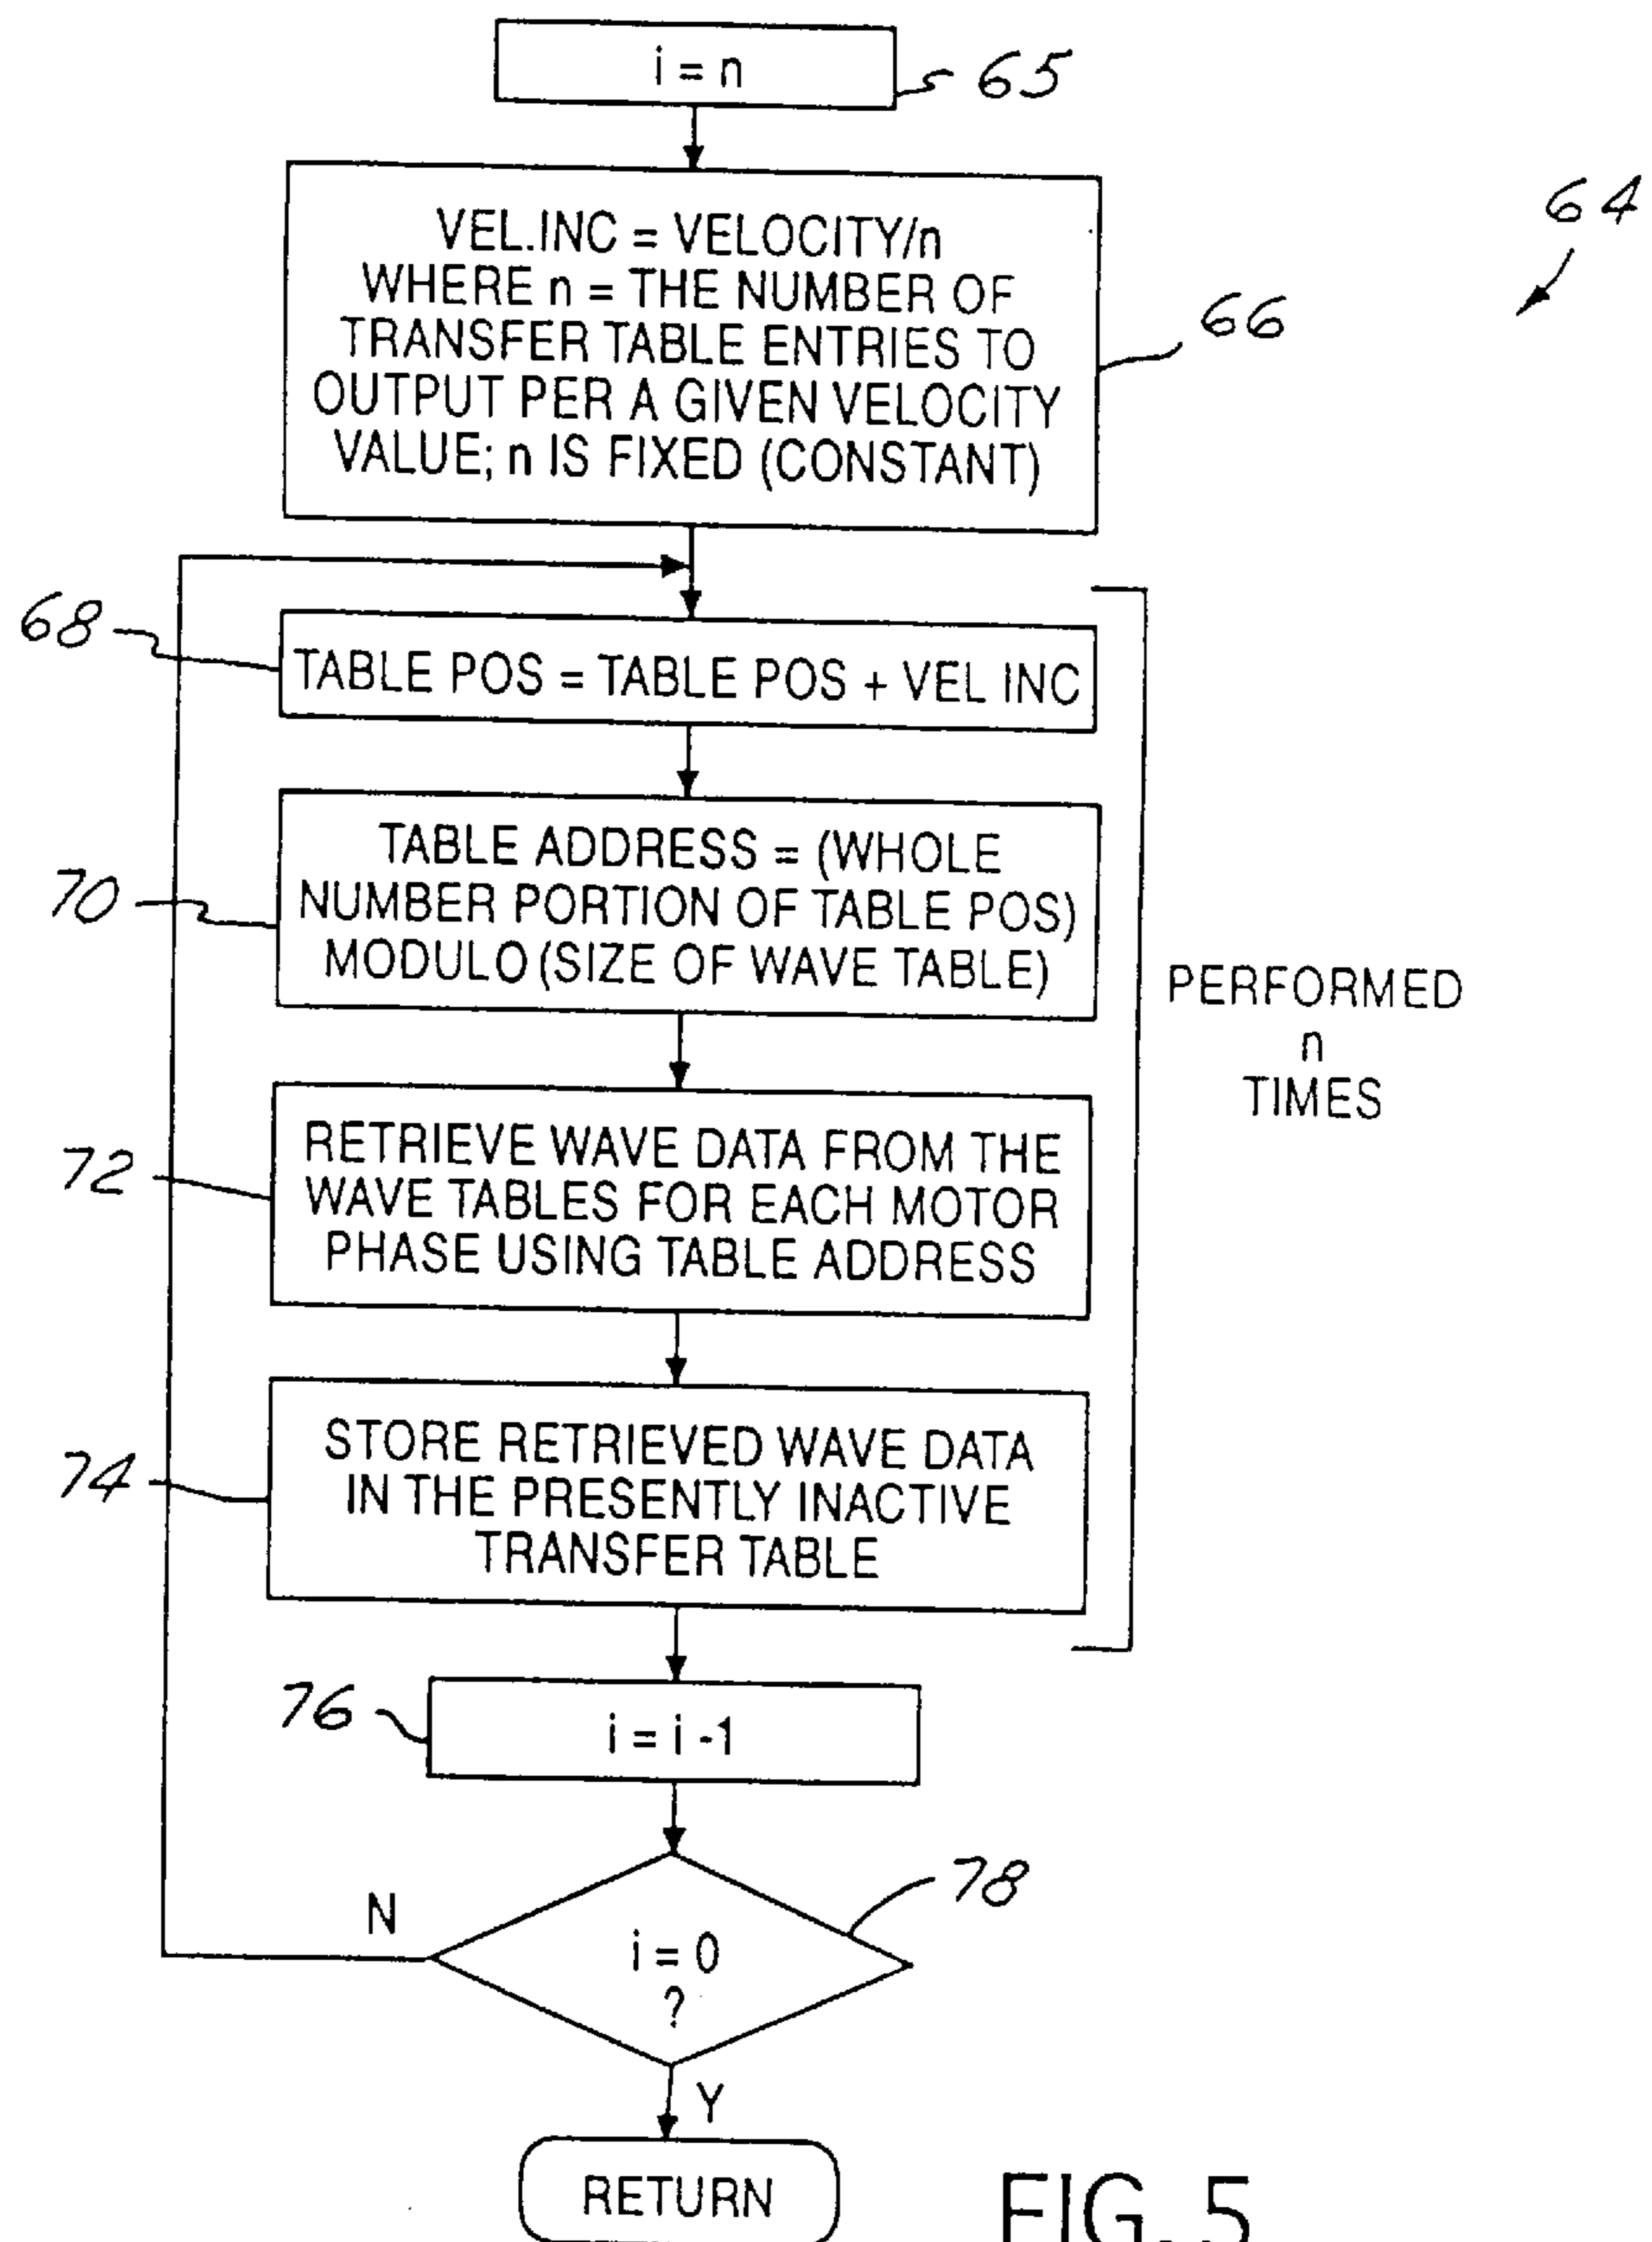 i = n
65
64
VEL.INC = VELOCITY/n
WHERE n = THE NUMBER OF
TRANSFER TABLE ENTRIES TO
OUTPUT PER A GIVEN VELOCITY
VALUE; n IS FIXED (CONSTANT)
66
68
TABLE POS = TABLE POS + VEL INC
70
TABLE ADDRESS = (WHOLE
NUMBER PORTION OF TABLE POS)
MODULO (SIZE OF WAVE TABLE)
PERFORMED
n
TIMES
72
RETRIEVE WAVE DATA FROM THE
WAVE TABLES FOR EACH MOTOR
PHASE USING TABLE ADDRESS
74
STORE RETRIEVED WAVE DATA
IN THE PRESENTLY INACTIVE
TRANSFER TABLE
76
i = i -1
78
N
i = 0
?
Y
RETURN
FIG. 5